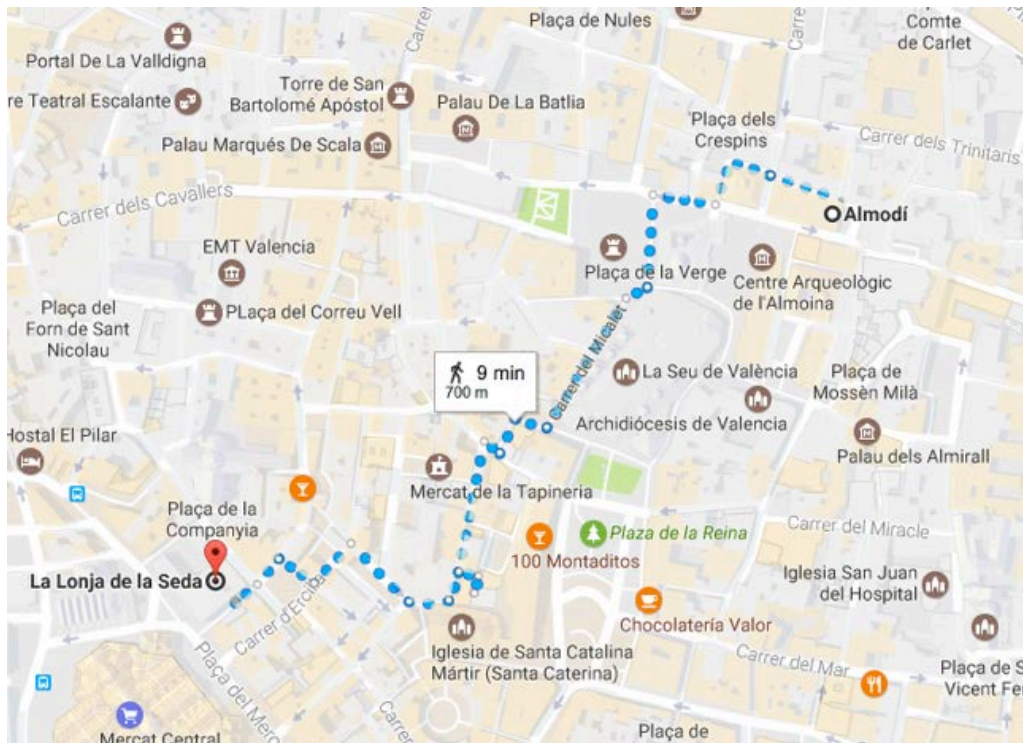 Plaça de Nules
Comte
de Carlet
Portal De La Valldigna
Torre de San
Bartolomé Apóstol
re Teatral Escalante
Palau De La Batlia
Plaça dels
Crespins
Carrer dels Trinitaris
Palau Marqués De Scala
Carrer dels Cavallers
Almodí
EMT Valencia
Plaça de la Verge
Centre Arqueològic
de l'Almoina
Plaça del
Forn de Sant
Nicolau
PLaça del Correu Vell
Carrer del Micalet
9 min
700 m
La Seu de València
Plaça de
Mossèn Milà
Archidiócesis de Valencia
Hostal El Pilar
Palau dels Almirall
Mercat de la Tapineria
Plaça de la
Companyia
Plaza de la Reina
Carrer del Miracle
100 Montaditos
La Lonja de la Seda
Iglesia San Juan
del Hospital
Carrer d'Ercilla
Chocolatería Valor
Iglesia de Santa Catalina
Mártir (Santa Caterina)
Carrer del Mar
Plaça de S
Vicent Fe
Plaça del Mer
Mercat Central
Plaça de